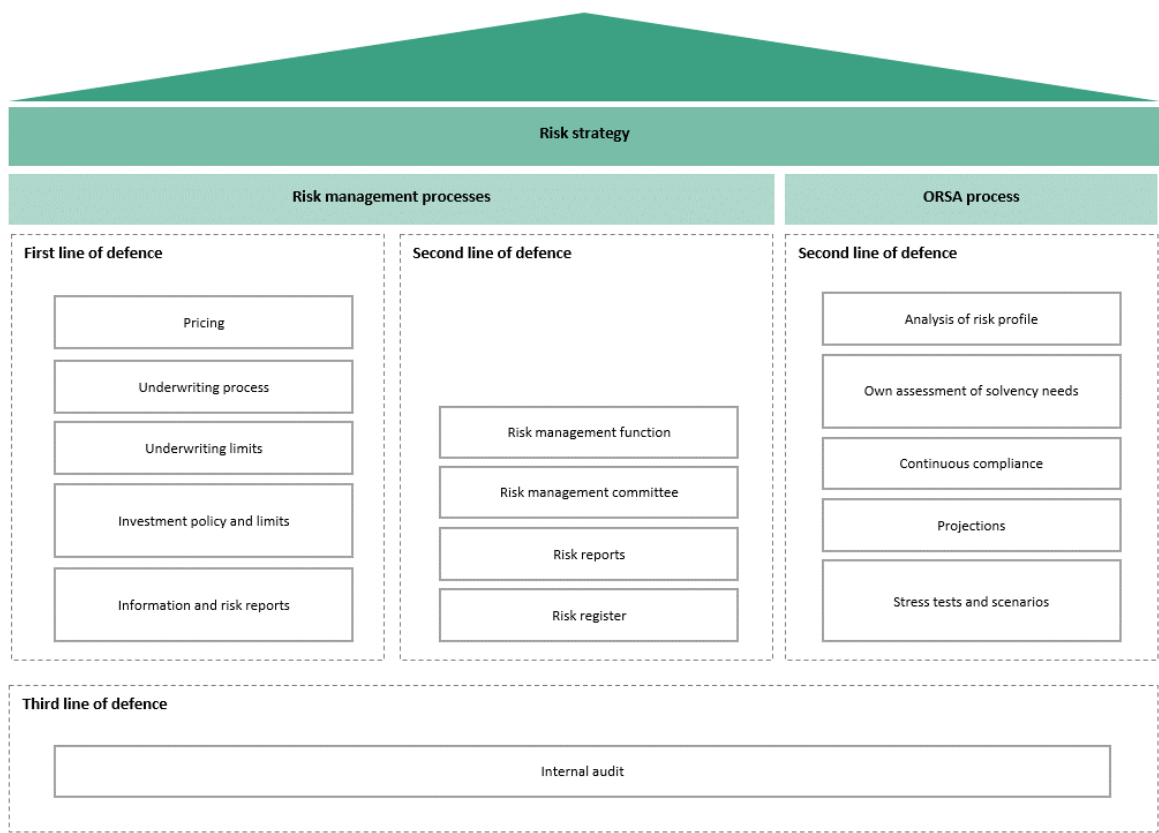 Risk strategy
Risk management processes
ORSA process
First line of defence
Pricing
Underwriting process
Underwriting limits
Investment policy and limits
Information and risk reports
Second line of defence
Risk management function
Risk management committee
Risk reports
Risk register
Second line of defence
Analysis of risk profile
Own assessment of solvency needs
Continuous compliance
Projections
Stress tests and scenarios
Third line of defence
Internal audit